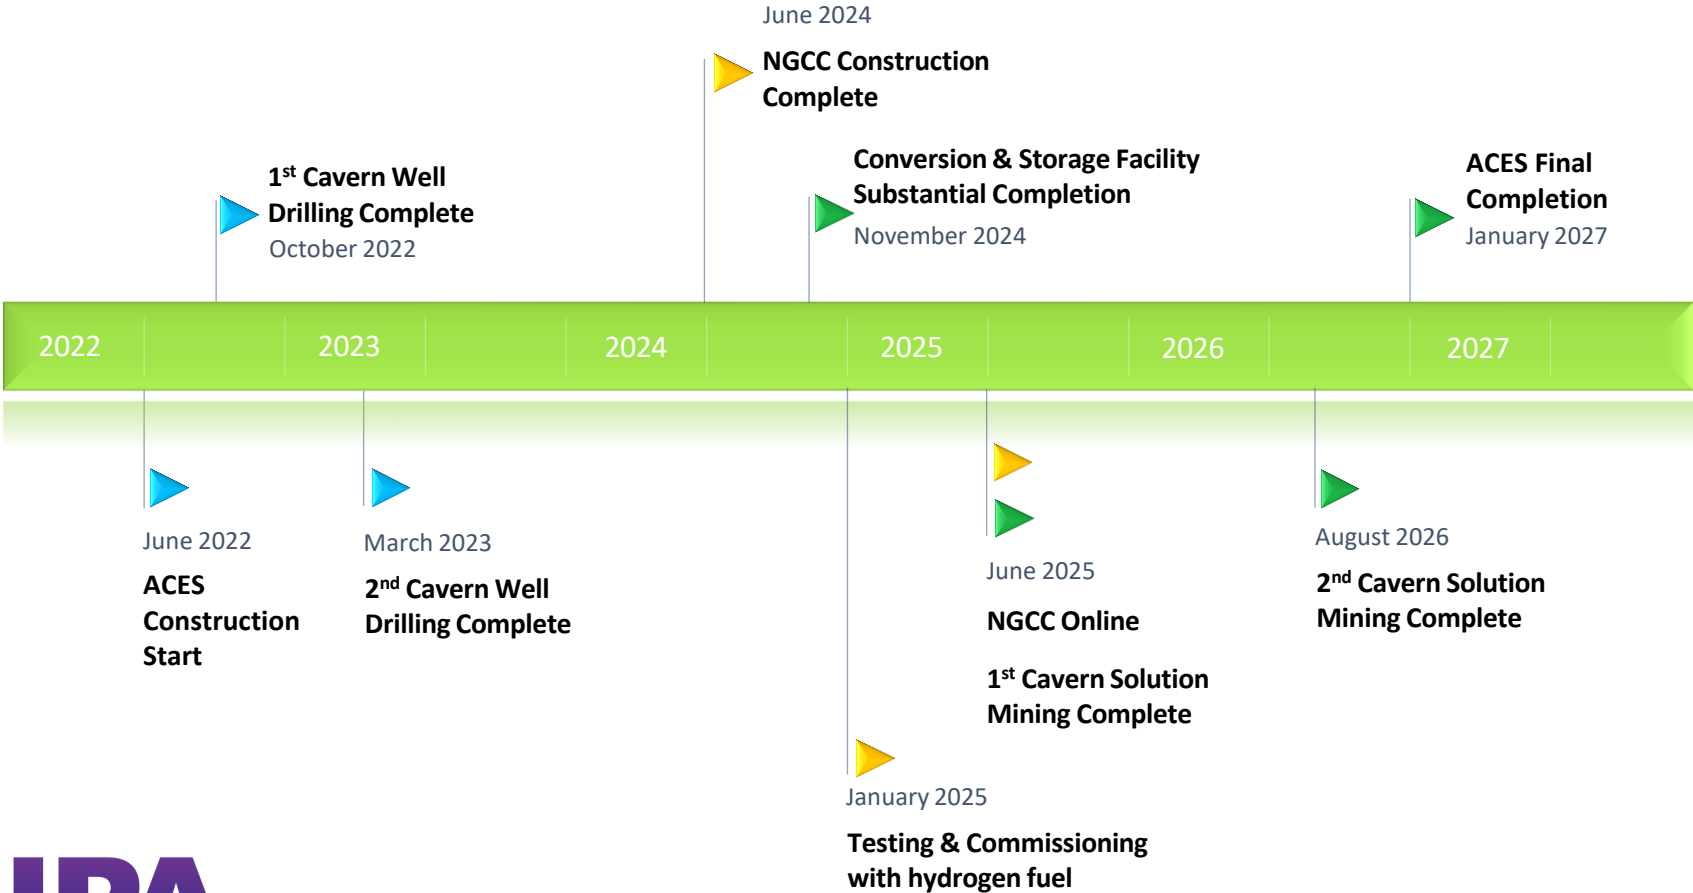 June 2024
NGCC Construction
Complete
1st Cavern Well
Drilling Complete
October 2022
Conversion & Storage Facility
Substantial Completion
November 2024
ACES Final
Completion
January 2027
2022
2023
2024
2025
2026
2027
June 2022
ACES
Construction
Start
March 2023
2nd Cavern Well
Drilling Complete
June 2025
NGCC Online
1st Cavern Solution
Mining Complete
August 2026
2nd Cavern Solution
Mining Complete
January 2025
Testing & Commissioning
with hydrogen fuel